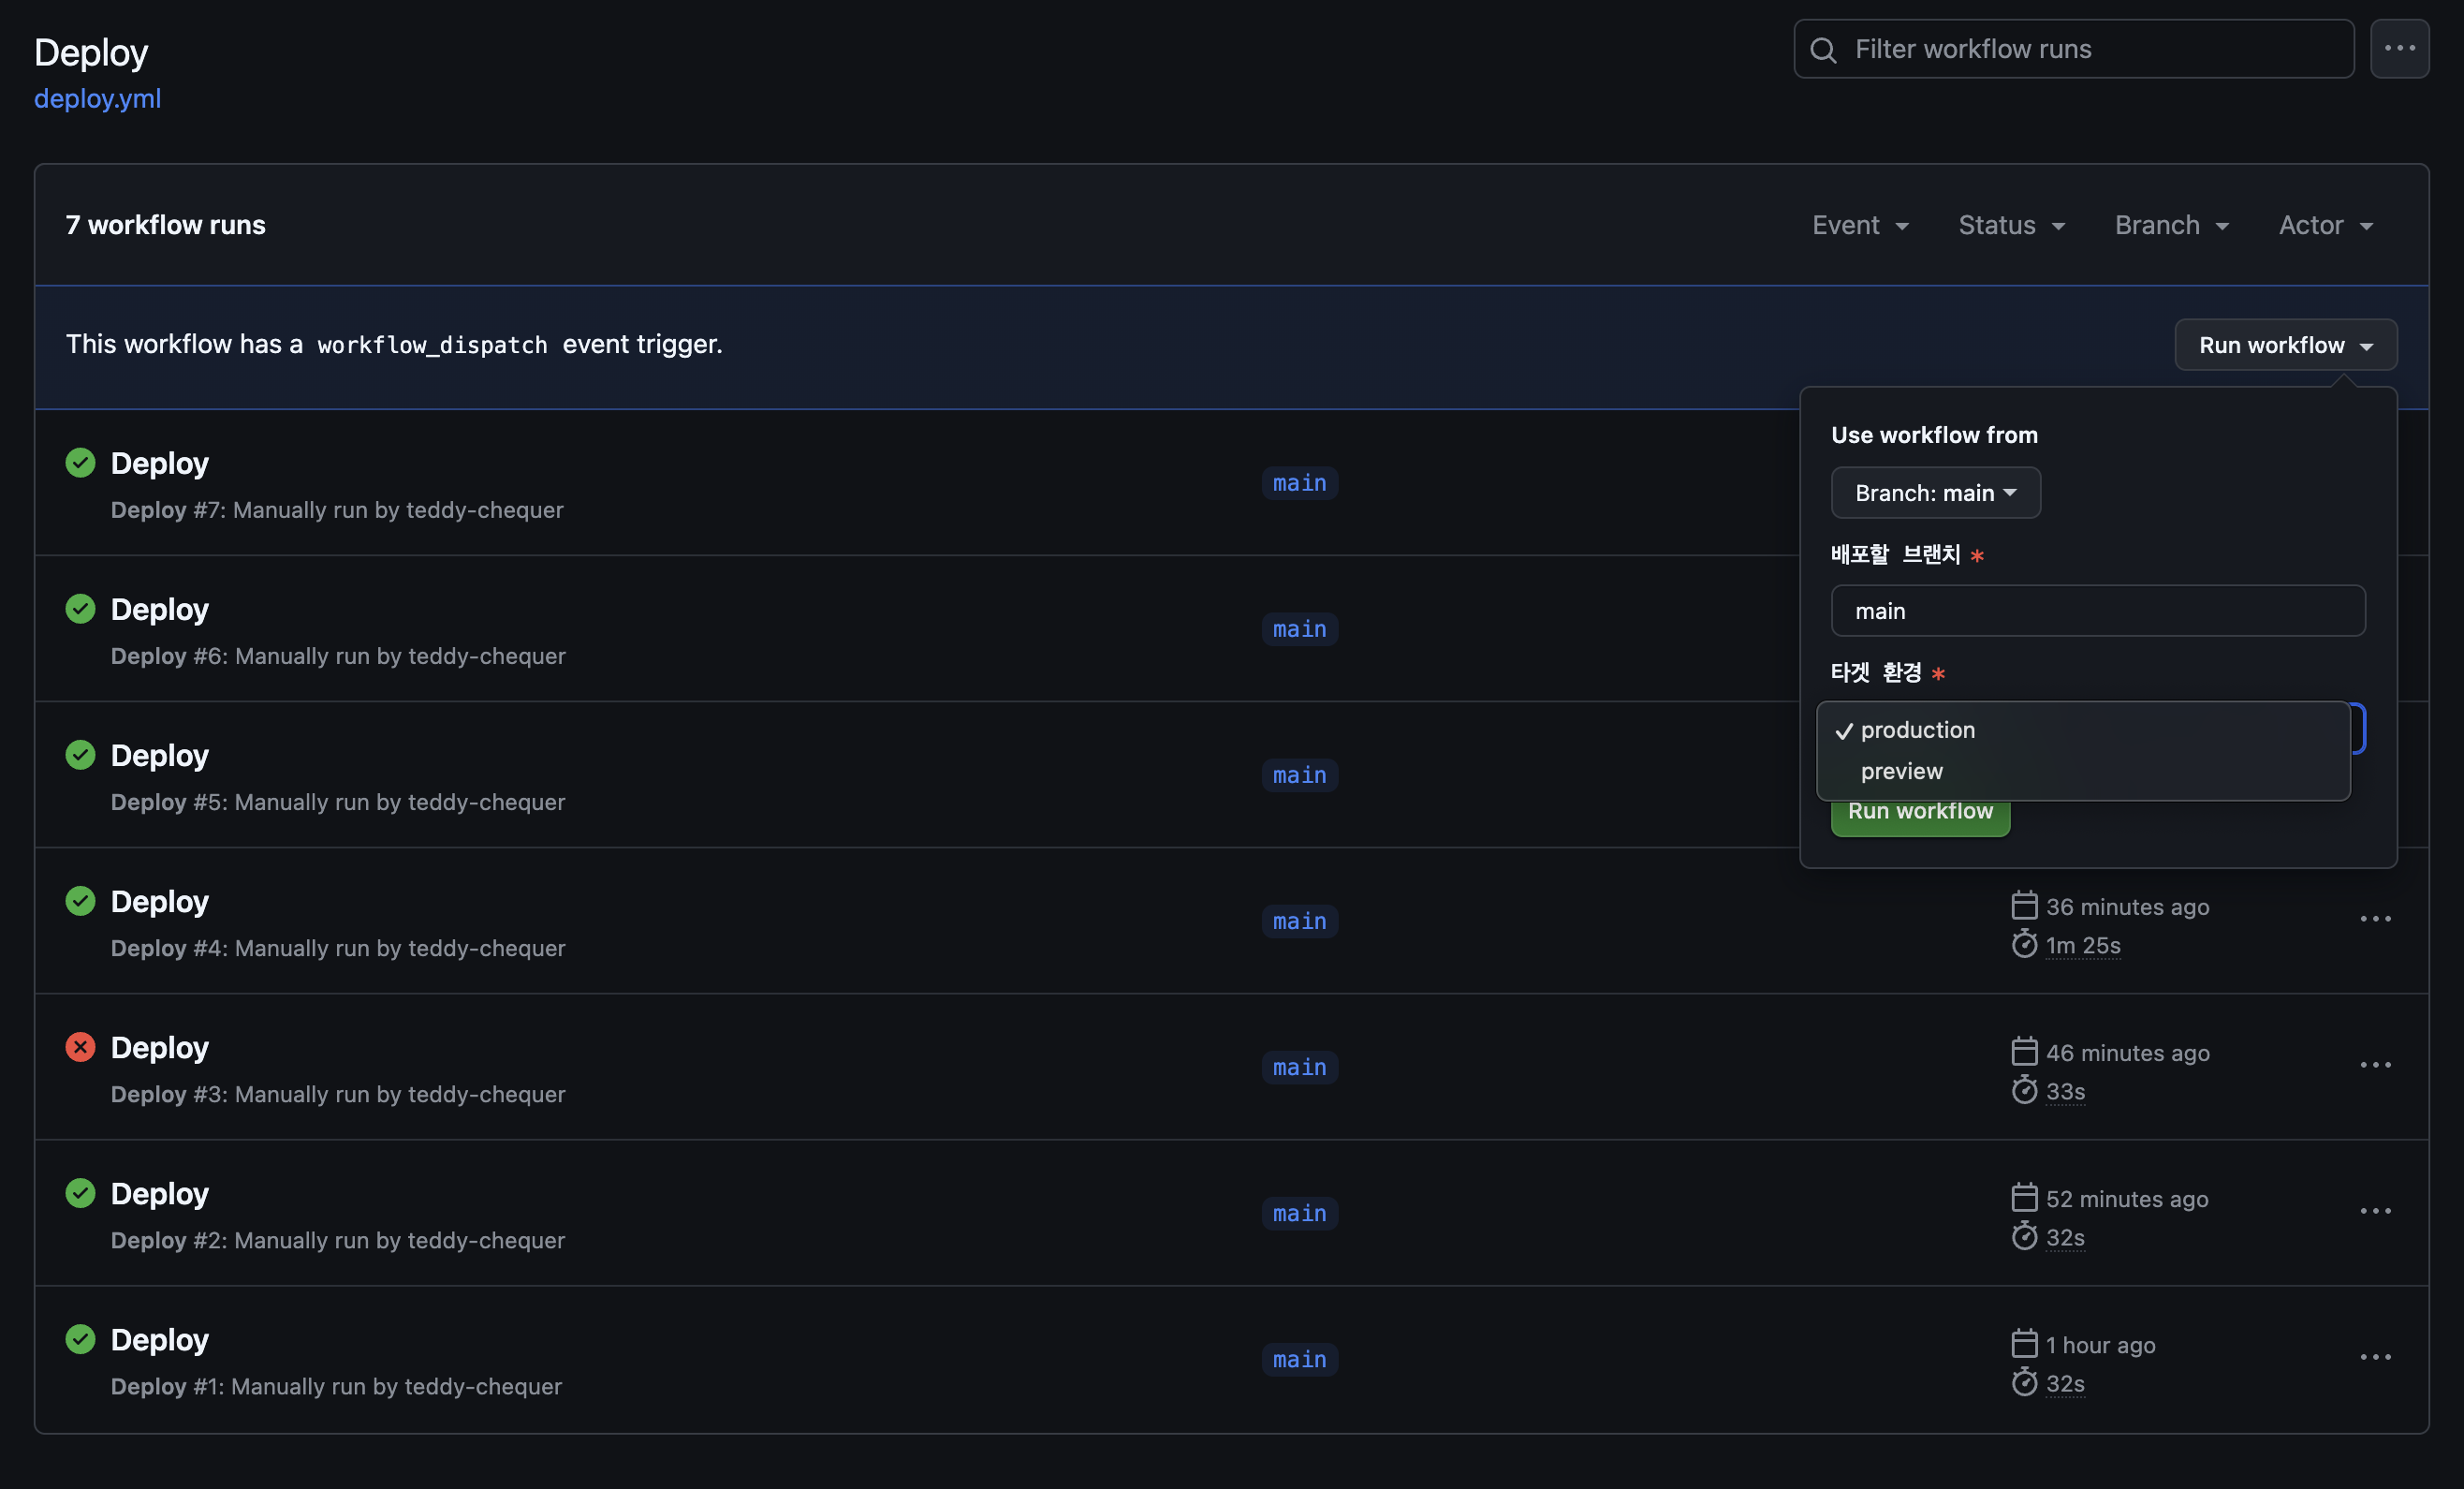 Deploy
Filter workflow runs
deploy.yml
7 workflow runs
Event
Status
Branch
Actor
This workflow has a workflow_dispatch event trigger.
Run workflow
Use workflow from
Branch: main
배포할 브랜치 *
main
타겟 환경 *
✓ production
preview
Run workflow
Deploy
Deploy #7: Manually run by teddy-chequer
main
Deploy
Deploy #6: Manually run by teddy-chequer
main
Deploy
Deploy #5: Manually run by teddy-chequer
main
Deploy
Deploy #4: Manually run by teddy-chequer
main
36 minutes ago
1m 25s
Deploy
Deploy #3: Manually run by teddy-chequer
main
46 minutes ago
33s
Deploy
Deploy #2: Manually run by teddy-chequer
main
52 minutes ago
32s
Deploy
Deploy #1: Manually run by teddy-chequer
main
1 hour ago
32s